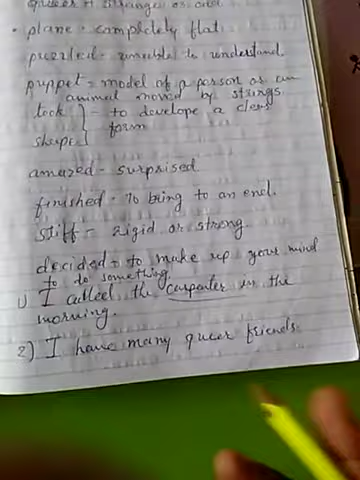 queer = strange or odd
• plane - completely flat
puzzled - unable to understand
puppet = model of a person or an
animal moved by strings.
took } - to develope a clear
shape } form
amazed - surprised
finished - To bring to an end.
stiff = rigid or strong
decided = to make up your mind
to do something.
1) I called the carpenter in the
morning.
2) I have many queer friends